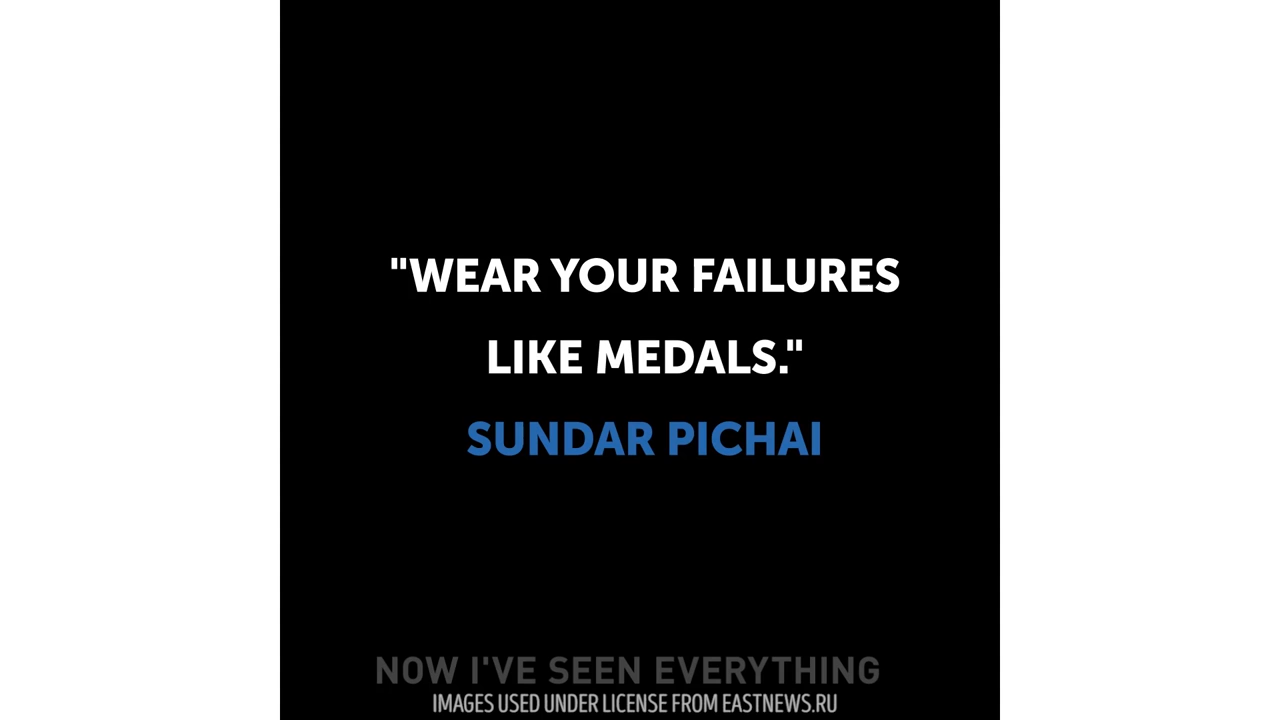 "WEAR YOUR FAILURES
LIKE MEDALS."
SUNDAR PICHAI
NOW I'VE SEEN EVERYTHING
IMAGES USED UNDER LICENSE FROM EASTNEWS.RU